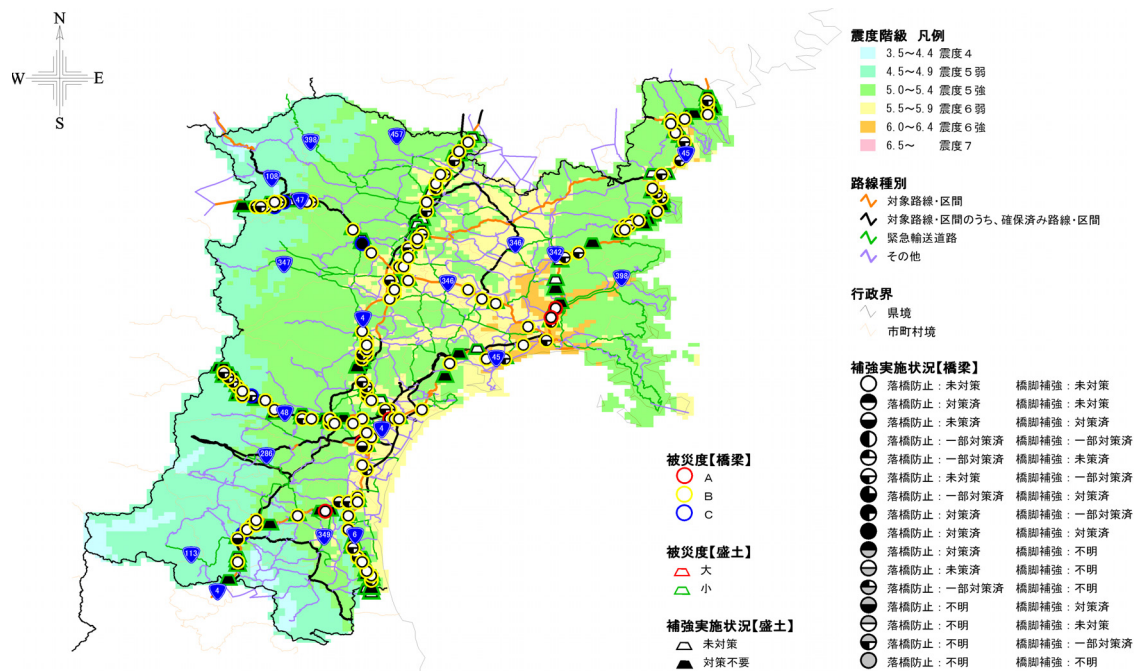 N
W
E
S
398
457
108
47
45
347
346
346
342
398
4
45
48
4
286
349
6
113
4
震度階級 凡例
3.5～4.4 震度４
4.5～4.9 震度５弱
5.0～5.4 震度５強
5.5～5.9 震度６弱
6.0～6.4 震度６強
6.5～ 震度７
路線種別
対象路線・区間
対象路線・区間のうち、確保済み路線・区間
緊急輸送道路
その他
行政界
県境
市町村境
補強実施状況【橋梁】
落橋防止：未対策 橋脚補強：未対策
落橋防止：対策済 橋脚補強：未対策
落橋防止：未実済 橋脚補強：対策済
落橋防止：一部対策済 橋脚補強：一部対策済
落橋防止：一部対策済 橋脚補強：未実済
落橋防止：未対策 橋脚補強：一部対策済
落橋防止：一部対策済 橋脚補強：対策済
落橋防止：対策済 橋脚補強：一部対策済
落橋防止：対策済 橋脚補強：対策済
落橋防止：対策済 橋脚補強：不明
落橋防止：未実済 橋脚補強：不明
落橋防止：一部対策済 橋脚補強：不明
落橋防止：不明 橋脚補強：対策済
落橋防止：不明 橋脚補強：未対策
落橋防止：不明 橋脚補強：一部対策済
落橋防止：不明 橋脚補強：不明
被災度【橋梁】
A
B
C
被災度【盛土】
大
小
補強実施状況【盛土】
未対策
対策不要